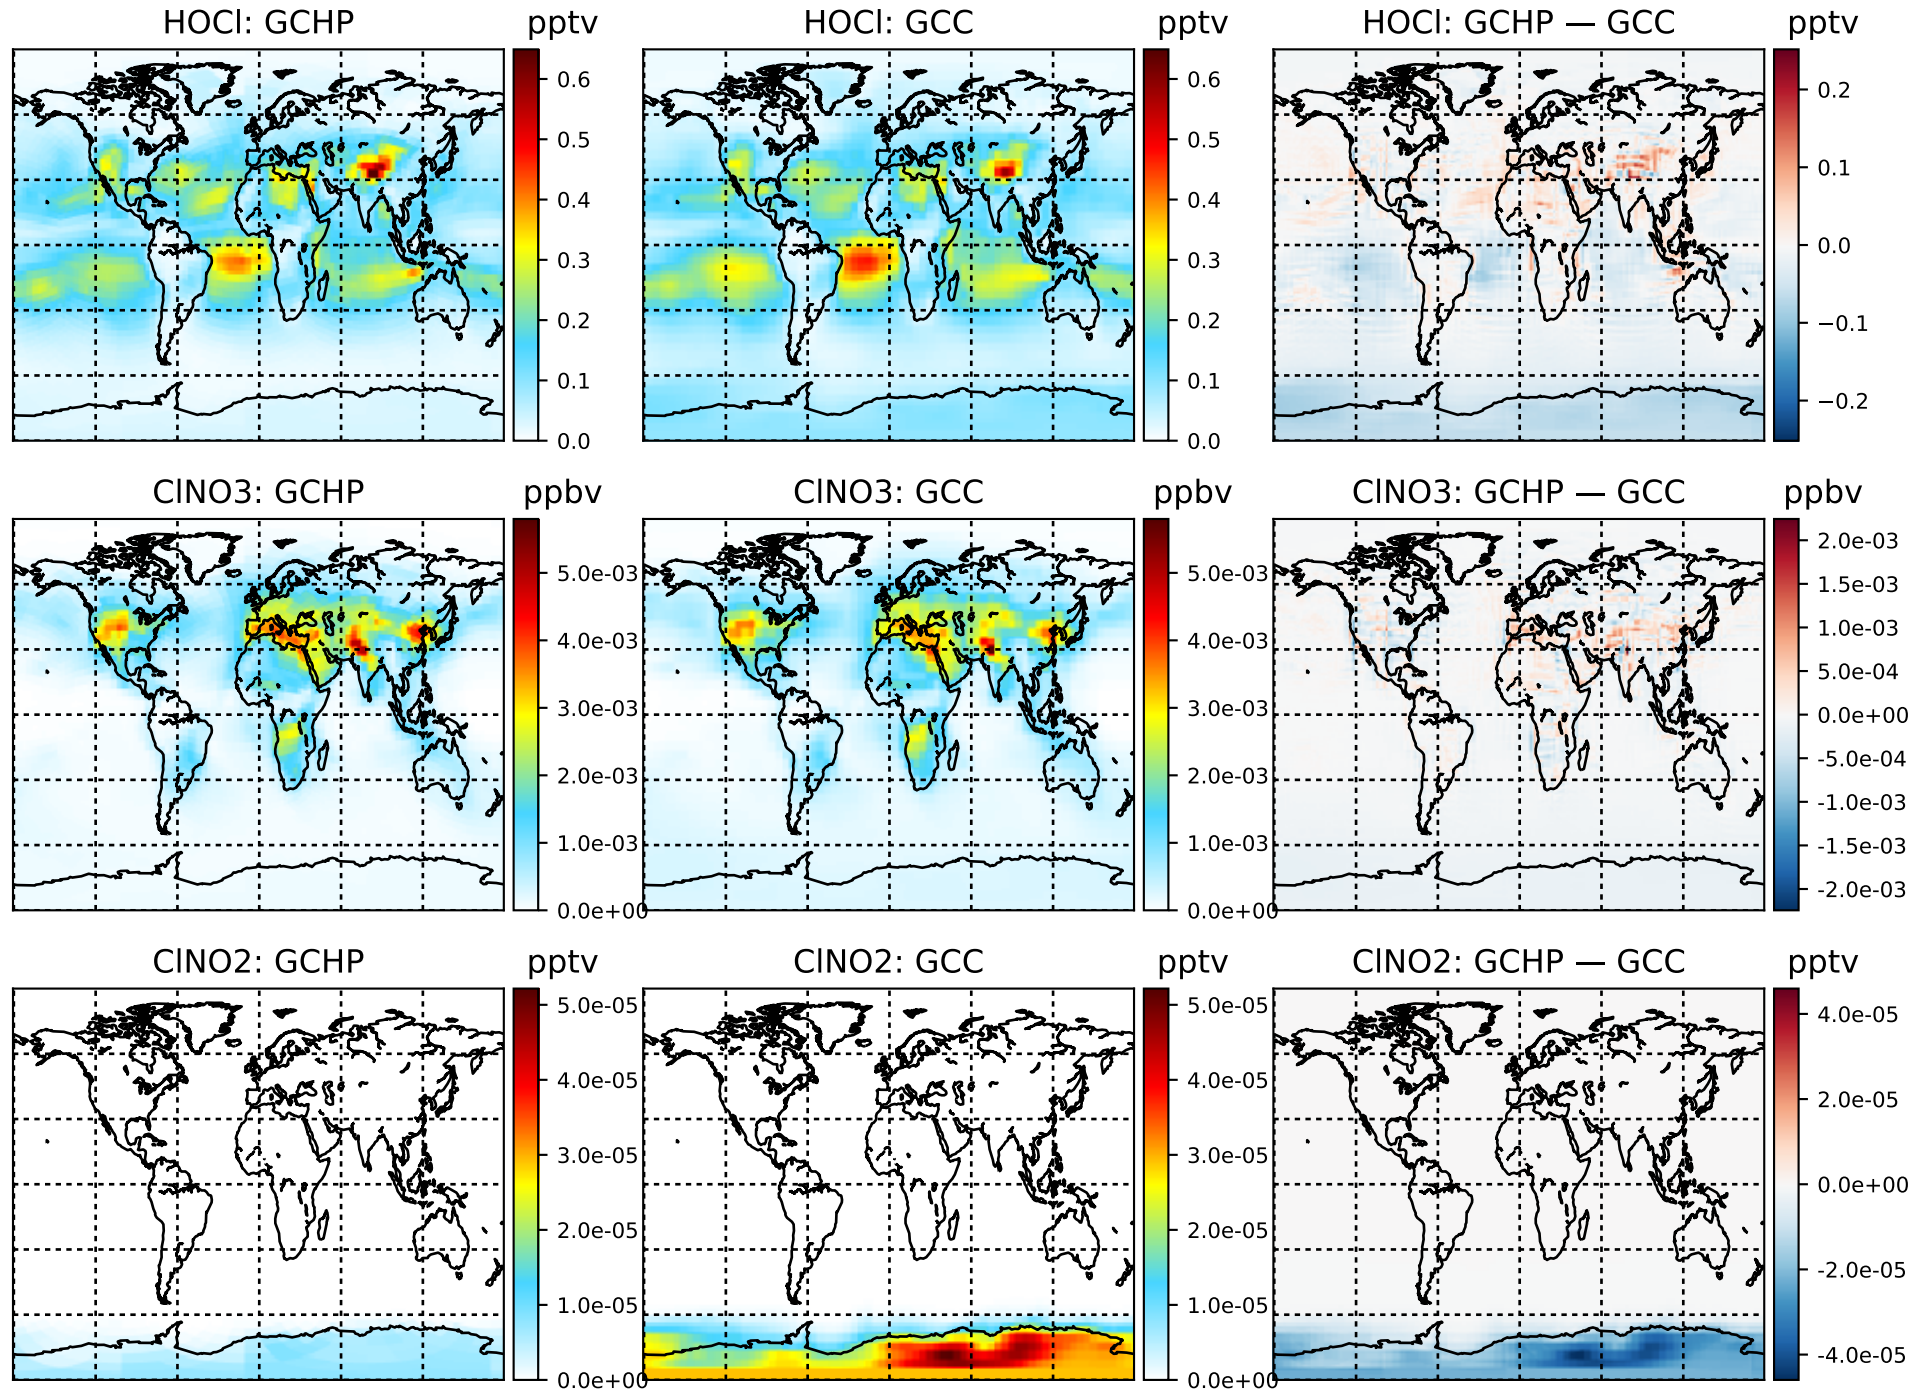 HOCl: GCHP pptv
HOCl: GCC pptv
HOCl: GCHP — GCC pptv
0.6
0.5
0.4
0.3
0.2
0.1
0.0
0.6
0.5
0.4
0.3
0.2
0.1
0.0
0.2
0.1
0.0
−0.1
−0.2
ClNO3: GCHP ppbv
ClNO3: GCC ppbv
ClNO3: GCHP — GCC ppbv
5.0e-03
4.0e-03
3.0e-03
2.0e-03
1.0e-03
0.0e+00
5.0e-03
4.0e-03
3.0e-03
2.0e-03
1.0e-03
0.0e+00
2.0e-03
1.5e-03
1.0e-03
5.0e-04
0.0e+00
-5.0e-04
-1.0e-03
-1.5e-03
-2.0e-03
ClNO2: GCHP pptv
ClNO2: GCC pptv
ClNO2: GCHP — GCC pptv
5.0e-05
4.0e-05
3.0e-05
2.0e-05
1.0e-05
0.0e+00
5.0e-05
4.0e-05
3.0e-05
2.0e-05
1.0e-05
0.0e+00
4.0e-05
2.0e-05
0.0e+00
-2.0e-05
-4.0e-05